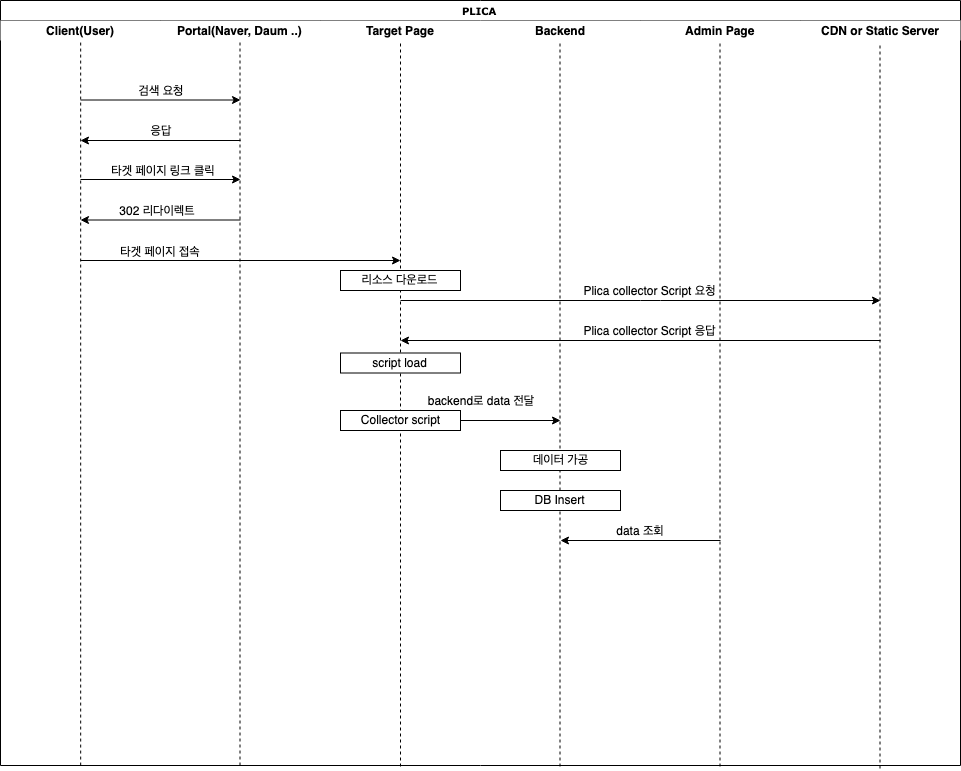 PLICA
Client(User)
Portal(Naver, Daum ..)
Target Page
Backend
Admin Page
CDN or Static Server
검색 요청
응답
타겟 페이지 링크 클릭
302 리다이렉트
타겟 페이지 접속
리소스 다운로드
Plica collector Script 요청
Plica collector Script 응답
script load
backend로 data 전달
Collector script
데이터 가공
DB Insert
data 조회